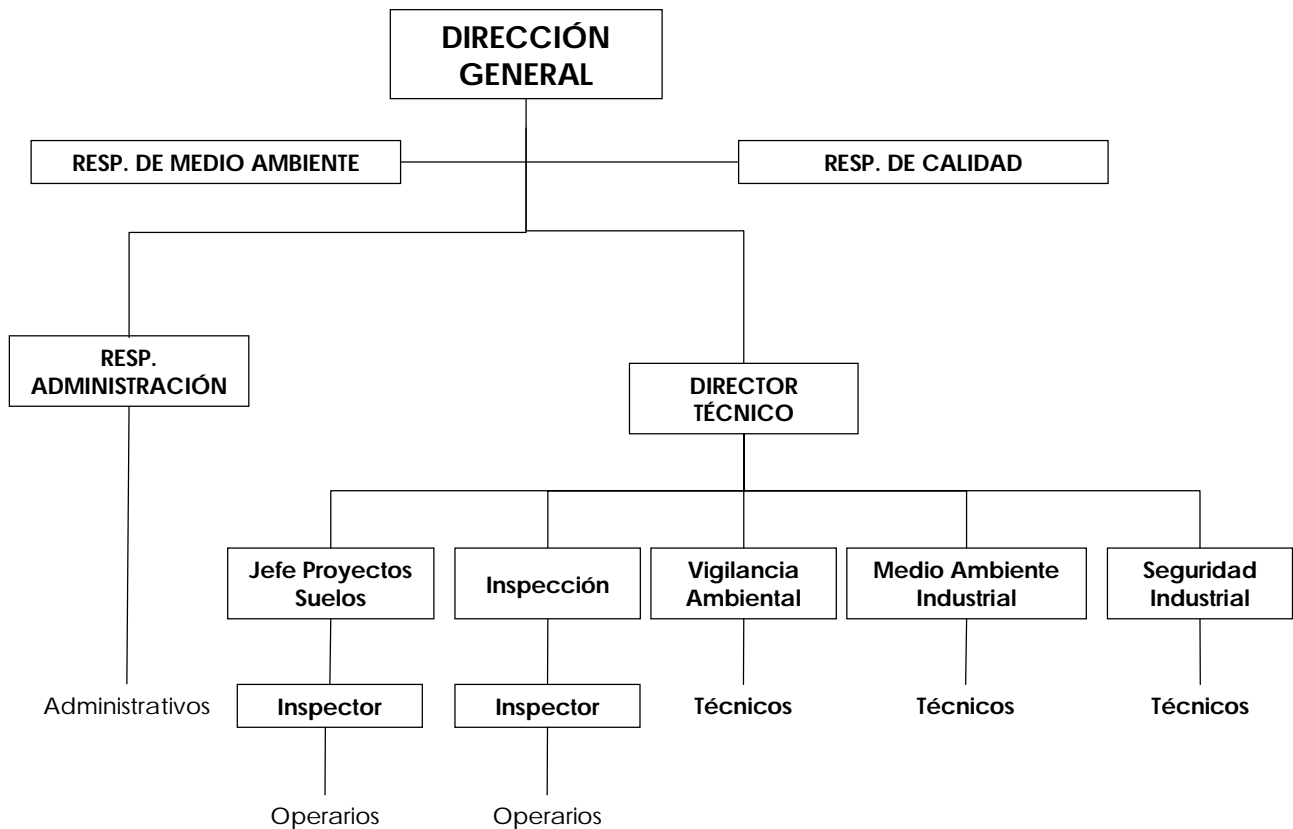 DIRECCIÓN
GENERAL
RESP. DE MEDIO AMBIENTE
RESP. DE CALIDAD
RESP.
ADMINISTRACIÓN
DIRECTOR
TÉCNICO
Jefe Proyectos
Suelos
Inspección
Vigilancia
Ambiental
Medio Ambiente
Industrial
Seguridad
Industrial
Administrativos
Inspector
Inspector
Técnicos
Técnicos
Técnicos
Operarios
Operarios